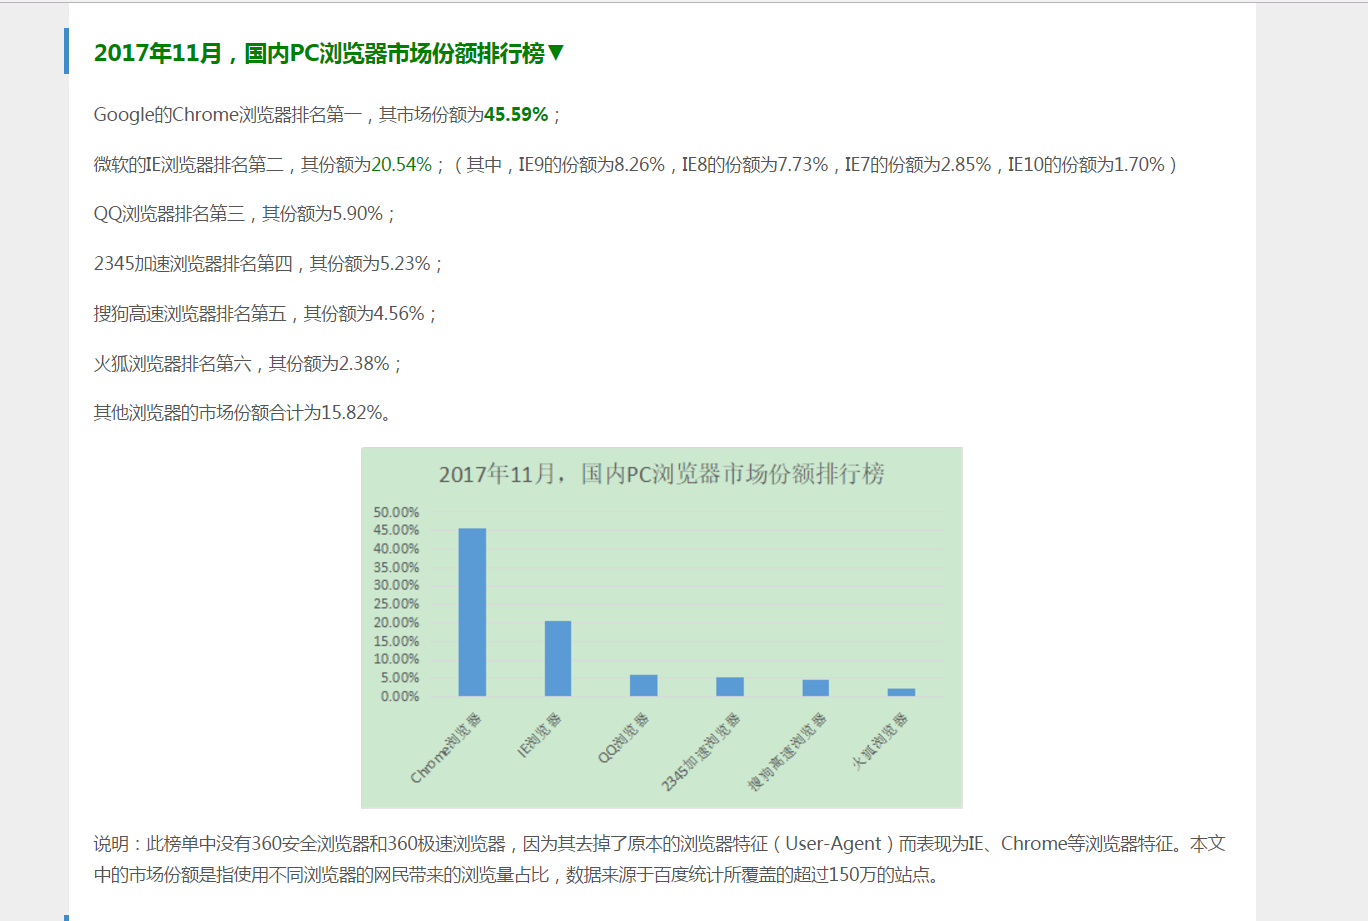 2017年11月，国内PC浏览器市场份额排行榜▼
Google的Chrome浏览器排名第一，其市场份额为45.59%；
微软的IE浏览器排名第二，其份额为20.54%；（其中，IE9的份额为8.26%，IE8的份额为7.73%，IE7的份额为2.85%，IE10的份额为1.70%）
QQ浏览器排名第三，其份额为5.90%；
2345加速浏览器排名第四，其份额为5.23%；
搜狗高速浏览器排名第五，其份额为4.56%；
火狐浏览器排名第六，其份额为2.38%；
其他浏览器的市场份额合计为15.82%。
2017年11月，国内PC浏览器市场份额排行榜
50.00%
45.00%
40.00%
35.00%
30.00%
25.00%
20.00%
15.00%
10.00%
5.00%
0.00%
Chrome浏览器
IE浏览器
QQ浏览器
2345加速浏览器
搜狗高速浏览器
火狐浏览器
说明：此榜单中没有360安全浏览器和360极速浏览器，因为其去掉了原本的浏览器特征（User-Agent）而表现为IE、Chrome等浏览器特征。本文
中的市场份额是指使用不同浏览器的网民带来的浏览量占比，数据来源于百度统计所覆盖的超过150万的站点。